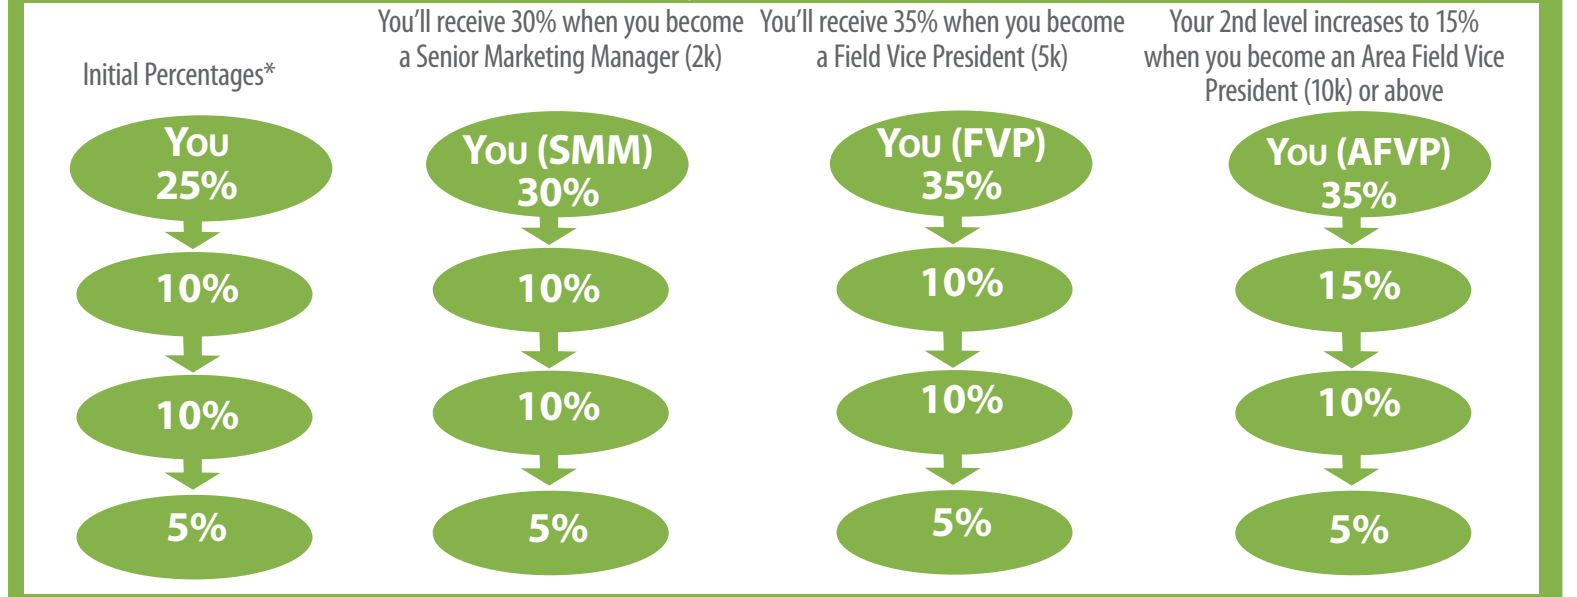 Initial Percentages*
YOU
25%
10%
10%
5%
You'll receive 30% when you become
a Senior Marketing Manager (2k)
YOU (SMM)
30%
10%
10%
5%
You'll receive 35% when you become
a Field Vice President (5k)
YOU (FVP)
35%
10%
10%
5%
Your 2nd level increases to 15%
when you become an Area Field Vice
President (10k) or above
YOU (AFVP)
35%
15%
10%
5%